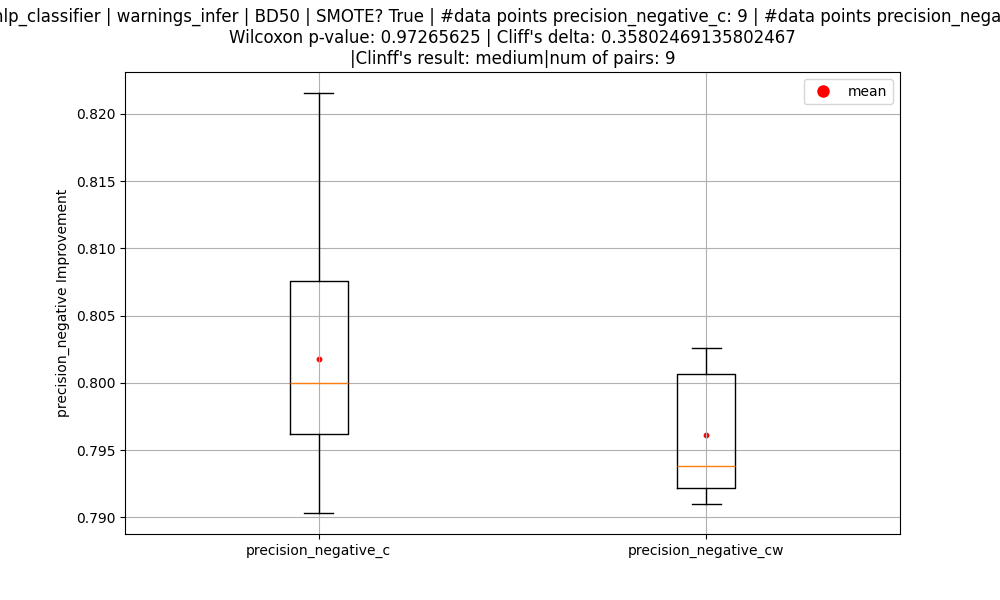 | warnings_infer | BD50 | SMOTE? True | #data points precision_negative_c: 9 | #data points
Wilcoxon p-value: 0.97265625 | Cliff's delta: 0.35802469135802467
|Clinff's result: medium|num of pairs: 9
mean
0.820
0.815
0.810
0.805
0.800
0.795
0.790
precision_negative Improvement
precision_negative_c
precision_negative_cw